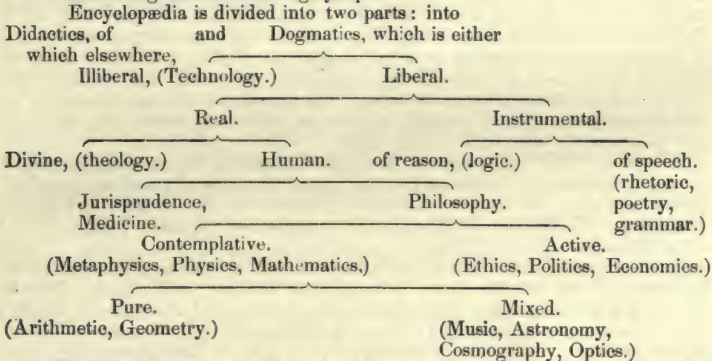 Encyclopædia is divided into two parts: into
Didactics, of and Dogmatics, which is either
which elsewhere,
Illiberal, (Technology.) Liberal.
Real. Instrumental.
Divine, (theology.) Human. of reason, (logic.) of speech.
(rhetoric,
Jurisprudence, Philosophy. poetry,
Medicine. grammar.)
Contemplative. Active.
(Metaphysics, Physics, Mathematics,) (Ethics, Politics, Economics.)
Pure. Mixed.
(Arithmetic, Geometry.) (Music, Astronomy,
Cosmography, Optics.)